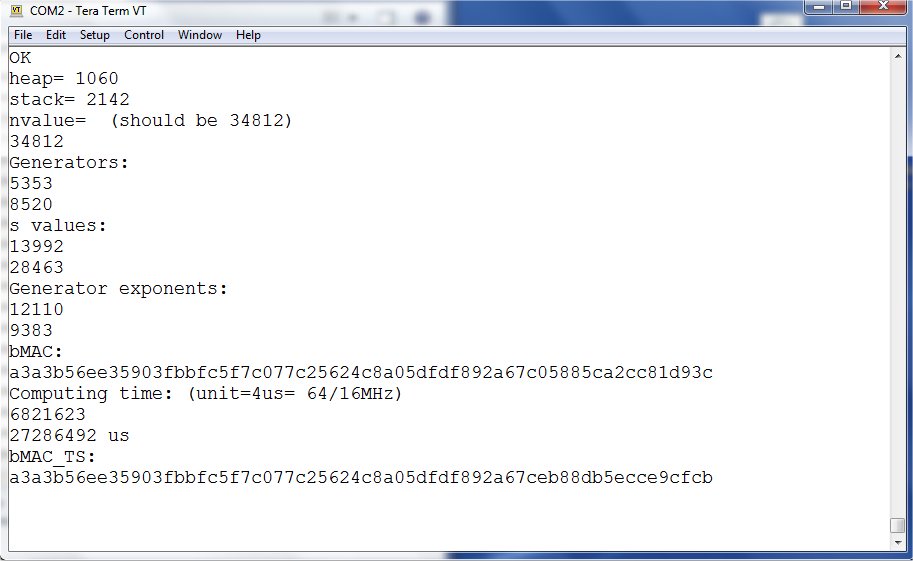 COM2 - Tera Term VT
File Edit Setup Control Window Help
OK
heap= 1060
stack= 2142
nvalue=  (should be 34812)
34812
Generators:
5353
8520
s values:
13992
28463
Generator exponents:
12110
9383
bMAC:
a3a3b56ee35903fbbfc5f7c077c25624c8a05dfdf892a67c05885ca2cc81d93c
Computing time: (unit=4us= 64/16MHz)
6821623
27286492 us
bMAC_TS:
a3a3b56ee35903fbbfc5f7c077c25624c8a05dfdf892a67ceb88db5ecce9cfcb